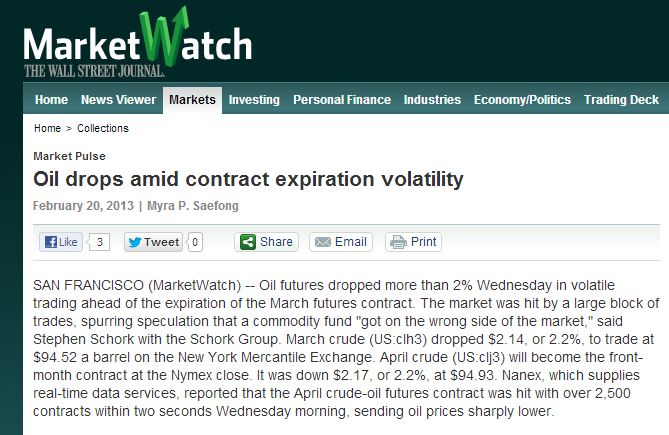 MarketWatch
THE WALL STREET JOURNAL.
Home News Viewer Markets Investing Personal Finance Industries Economy/Politics Trading Deck
Home > Collections
Market Pulse
Oil drops amid contract expiration volatility
February 20, 2013 | Myra P. Saefong
Like 3 Tweet 0 Share Email Print
SAN FRANCISCO (MarketWatch) -- Oil futures dropped more than 2% Wednesday in volatile
trading ahead of the expiration of the March futures contract. The market was hit by a large block of
trades, spurring speculation that a commodity fund "got on the wrong side of the market," said
Stephen Schork with the Schork Group. March crude (US:clh3) dropped $2.14, or 2.2%, to trade at
$94.52 a barrel on the New York Mercantile Exchange. April crude (US:clj3) will become the front-
month contract at the Nymex close. It was down $2.17, or 2.2%, at $94.93. Nanex, which supplies
real-time data services, reported that the April crude-oil futures contract was hit with over 2,500
contracts within two seconds Wednesday morning, sending oil prices sharply lower.